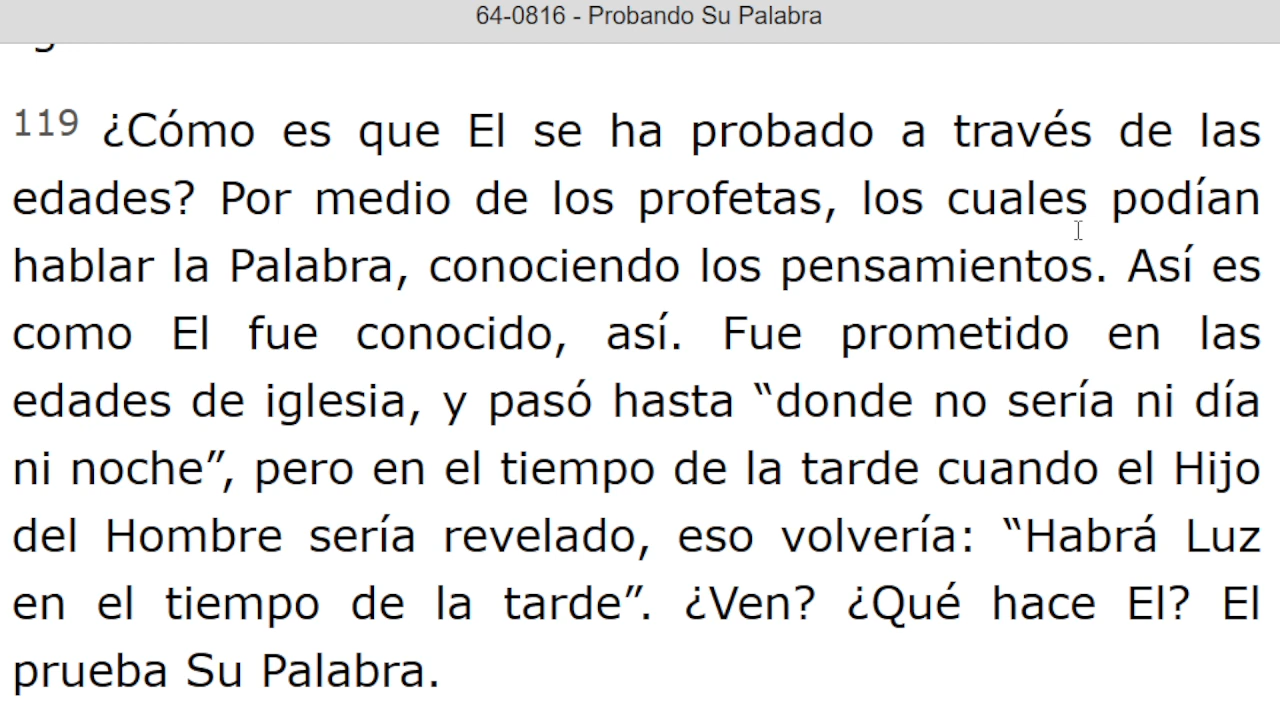 64-0816 - Probando Su Palabra
119 ¿Cómo es que El se ha probado a través de las
edades? Por medio de los profetas, los cuales podían
hablar la Palabra, conociendo los pensamientos. Así es
como El fue conocido, así. Fue prometido en las
edades de iglesia, y pasó hasta “donde no sería ni día
ni noche”, pero en el tiempo de la tarde cuando el Hijo
del Hombre sería revelado, eso volvería: “Habrá Luz
en el tiempo de la tarde”. ¿Ven? ¿Qué hace El? El
prueba Su Palabra.